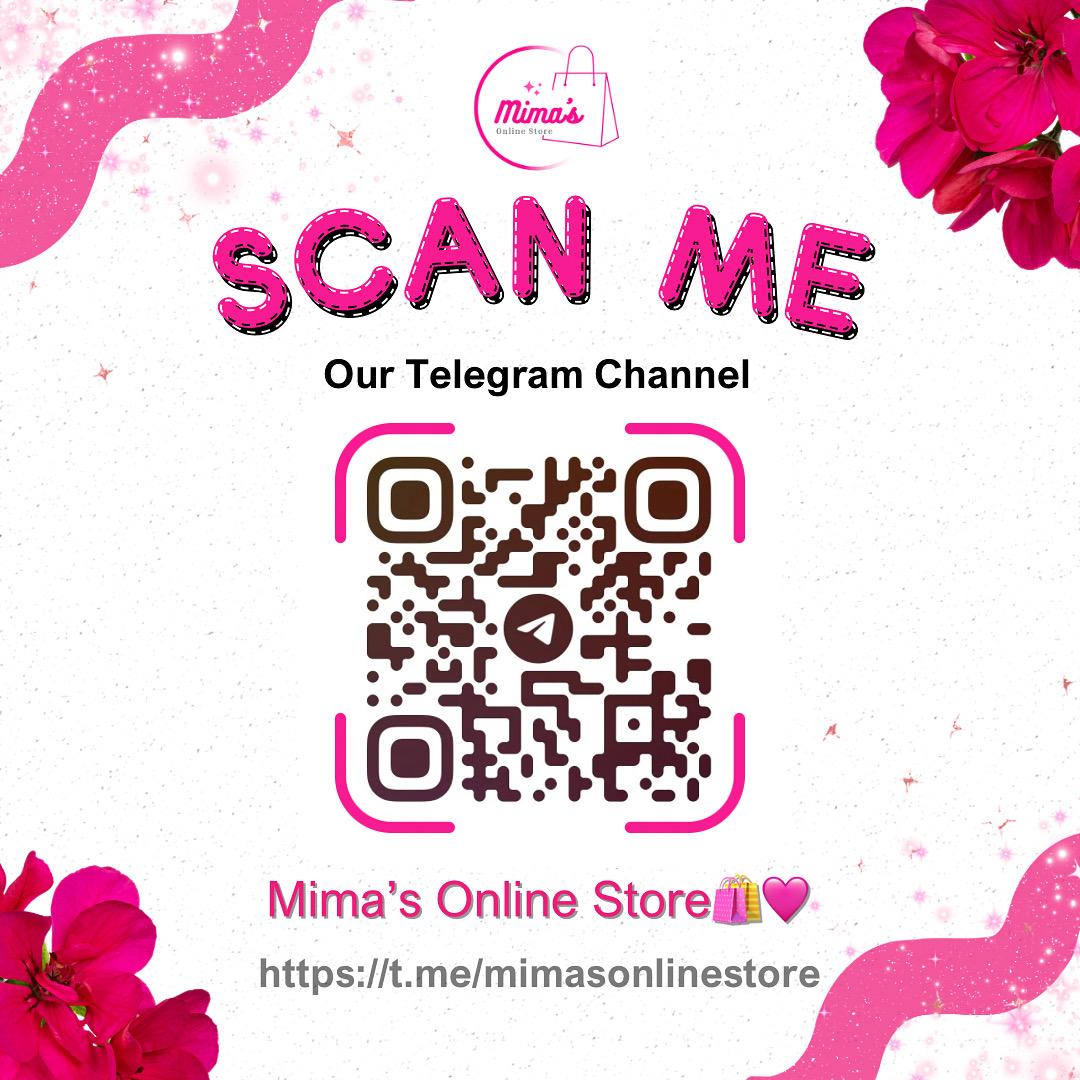 Mima's
Online Store
SCAN ME
Our Telegram Channel
Mima’s Online Store🛍️💗
https://t.me/mimasonlinestore